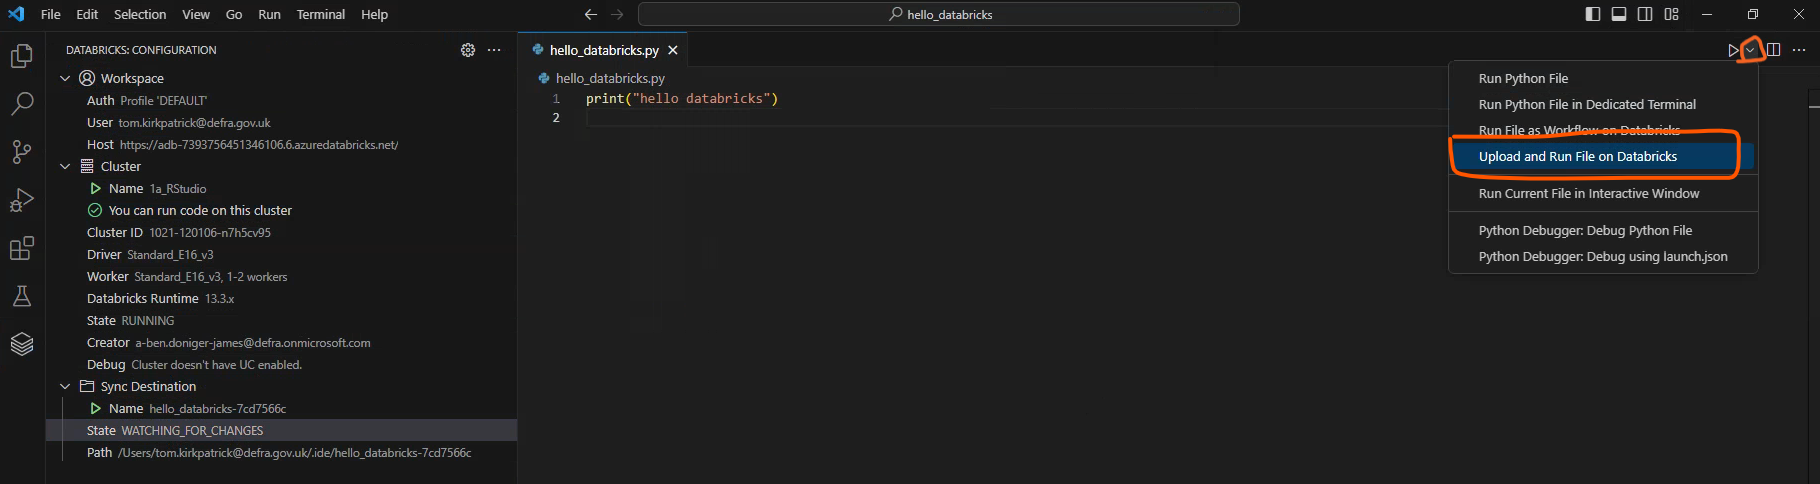 File Edit Selection View Go Run Terminal Help
hello_databricks
DATABRICKS: CONFIGURATION
Workspace
Auth Profile 'DEFAULT'
User tom.kirkpatrick@defra.gov.uk
Host https://adb-7393756451346106.6.azuredatabricks.net/
Cluster
Name 1a_RStudio
You can run code on this cluster
Cluster ID 1021-120106-n7h5cv95
Driver Standard_E16_v3
Worker Standard_E16_v3, 1-2 workers
Databricks Runtime 13.3.x
State RUNNING
Creator a-ben.doniger-james@defra.onmicrosoft.com
Debug Cluster doesn't have UC enabled.
Sync Destination
Name hello_databricks-7cd7566c
State WATCHING_FOR_CHANGES
Path /Users/tom.kirkpatrick@defra.gov.uk/.ide/hello_databricks-7cd7566c
hello_databricks.py
hello_databricks.py
1 print("hello databricks")
2
Run Python File
Run Python File in Dedicated Terminal
Run File as Workflow on Databricks
Upload and Run File on Databricks
Run Current File in Interactive Window
Python Debugger: Debug Python File
Python Debugger: Debug using launch.json